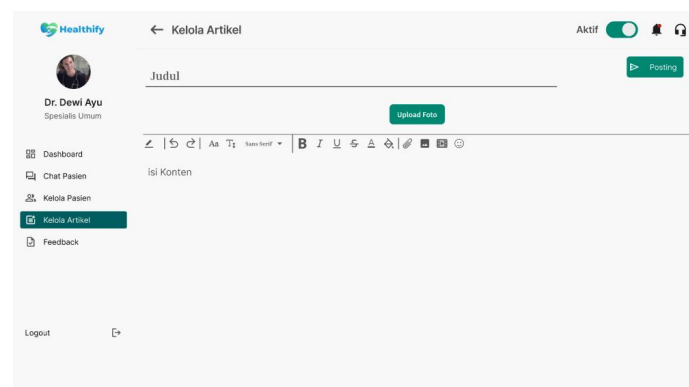 Healthify
Kelola Artikel
Aktif
Judul
Posting
Dr. Dewi Ayu
Spesialis Umum
Upload Foto
Aa Tt Sans Serif B I U S A
isi Konten
Dashboard
Chat Pasien
Kelola Pasien
Kelola Artikel
Feedback
Logout